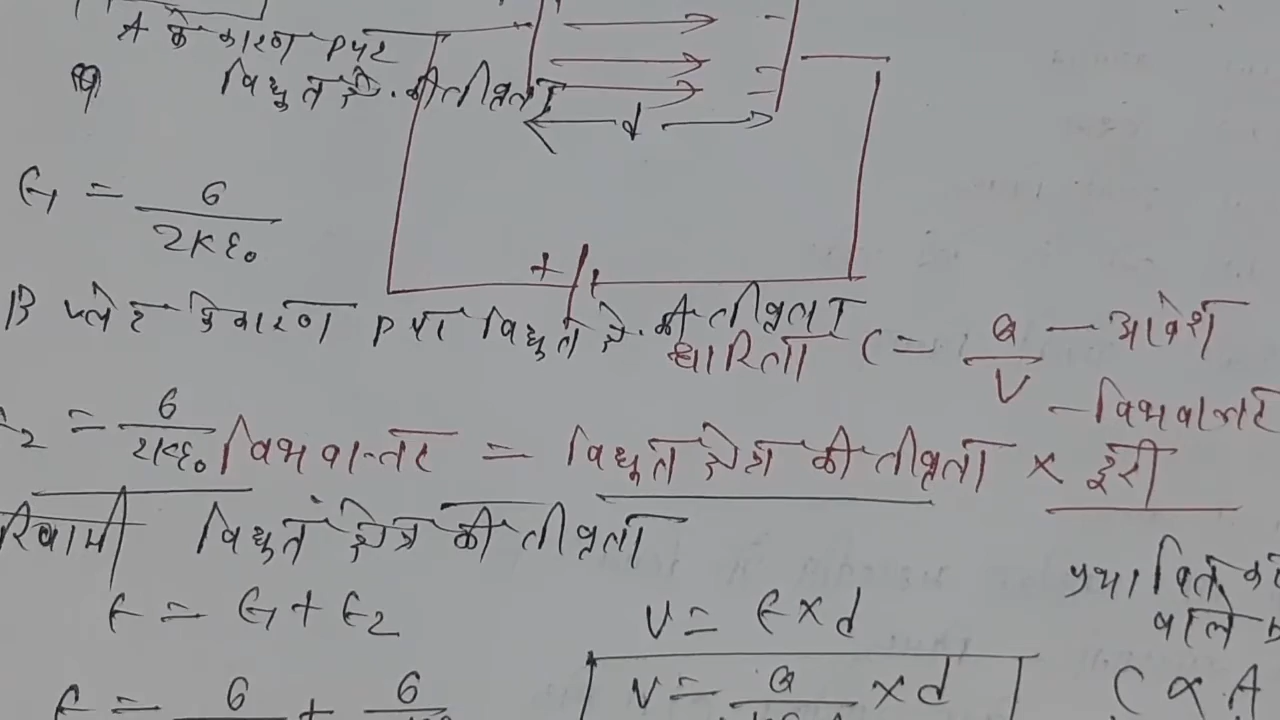 A के कारण P पर
विधुत क्षे. की तीव्रता
d
E₁ = σ / 2Kε₀
+
B प्लेट के कारण P पर विधुत क्षे. की तीव्रता
धारिता C = Q / V
— आवेश
— विभवान्तर
E₂ = σ / 2Kε₀
विभवान्तर = विधुत क्षेत्र की तीव्रता × दूरी
विधुत क्षेत्र की तीव्रता
E = E₁ + E₂
V = E × d
प्रभावित
वाले
E = σ + σ
V = Q × d
C ∝ A